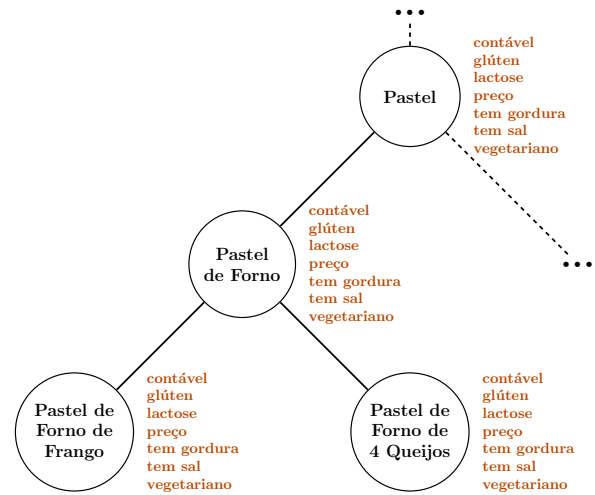 ...
Pastel
contável
glúten
lactose
preço
tem gordura
tem sal
vegetariano
Pastel
de Forno
contável
glúten
lactose
preço
tem gordura
tem sal
vegetariano
...
Pastel de
Forno de
Frango
contável
glúten
lactose
preço
tem gordura
tem sal
vegetariano
Pastel de
Forno de
4 Queijos
contável
glúten
lactose
preço
tem gordura
tem sal
vegetariano